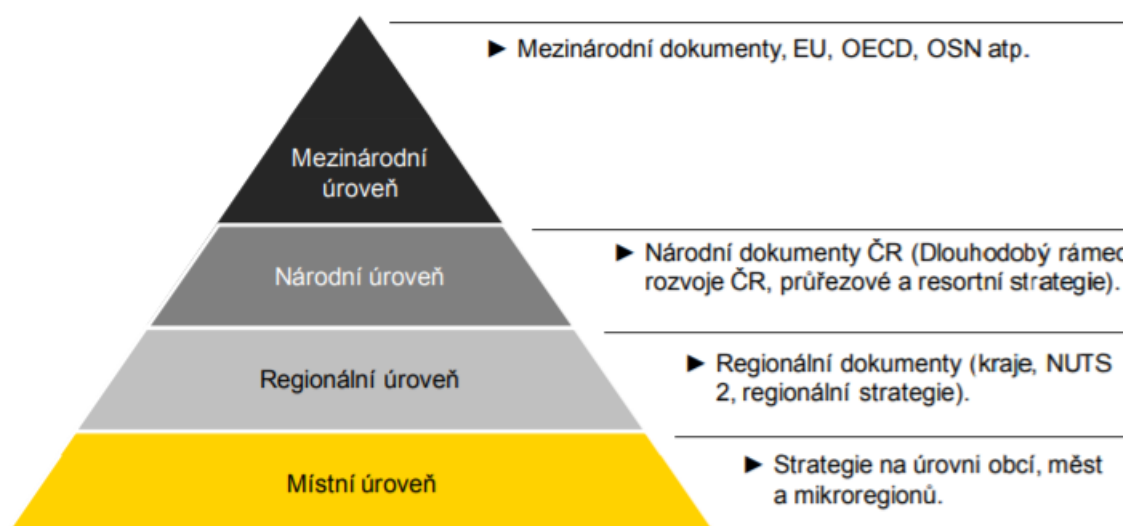 ► Mezinárodní dokumenty, EU, OECD, OSN atp.
Mezinárodní
úroveň
► Národní dokumenty ČR (Dlouhodobý rámec
rozvoje ČR, průřezové a resortní strategie).
Národní úroveň
► Regionální dokumenty (kraje, NUTS
2, regionální strategie).
Regionální úroveň
► Strategie na úrovni obcí, měst
a mikroregionů.
Místní úroveň